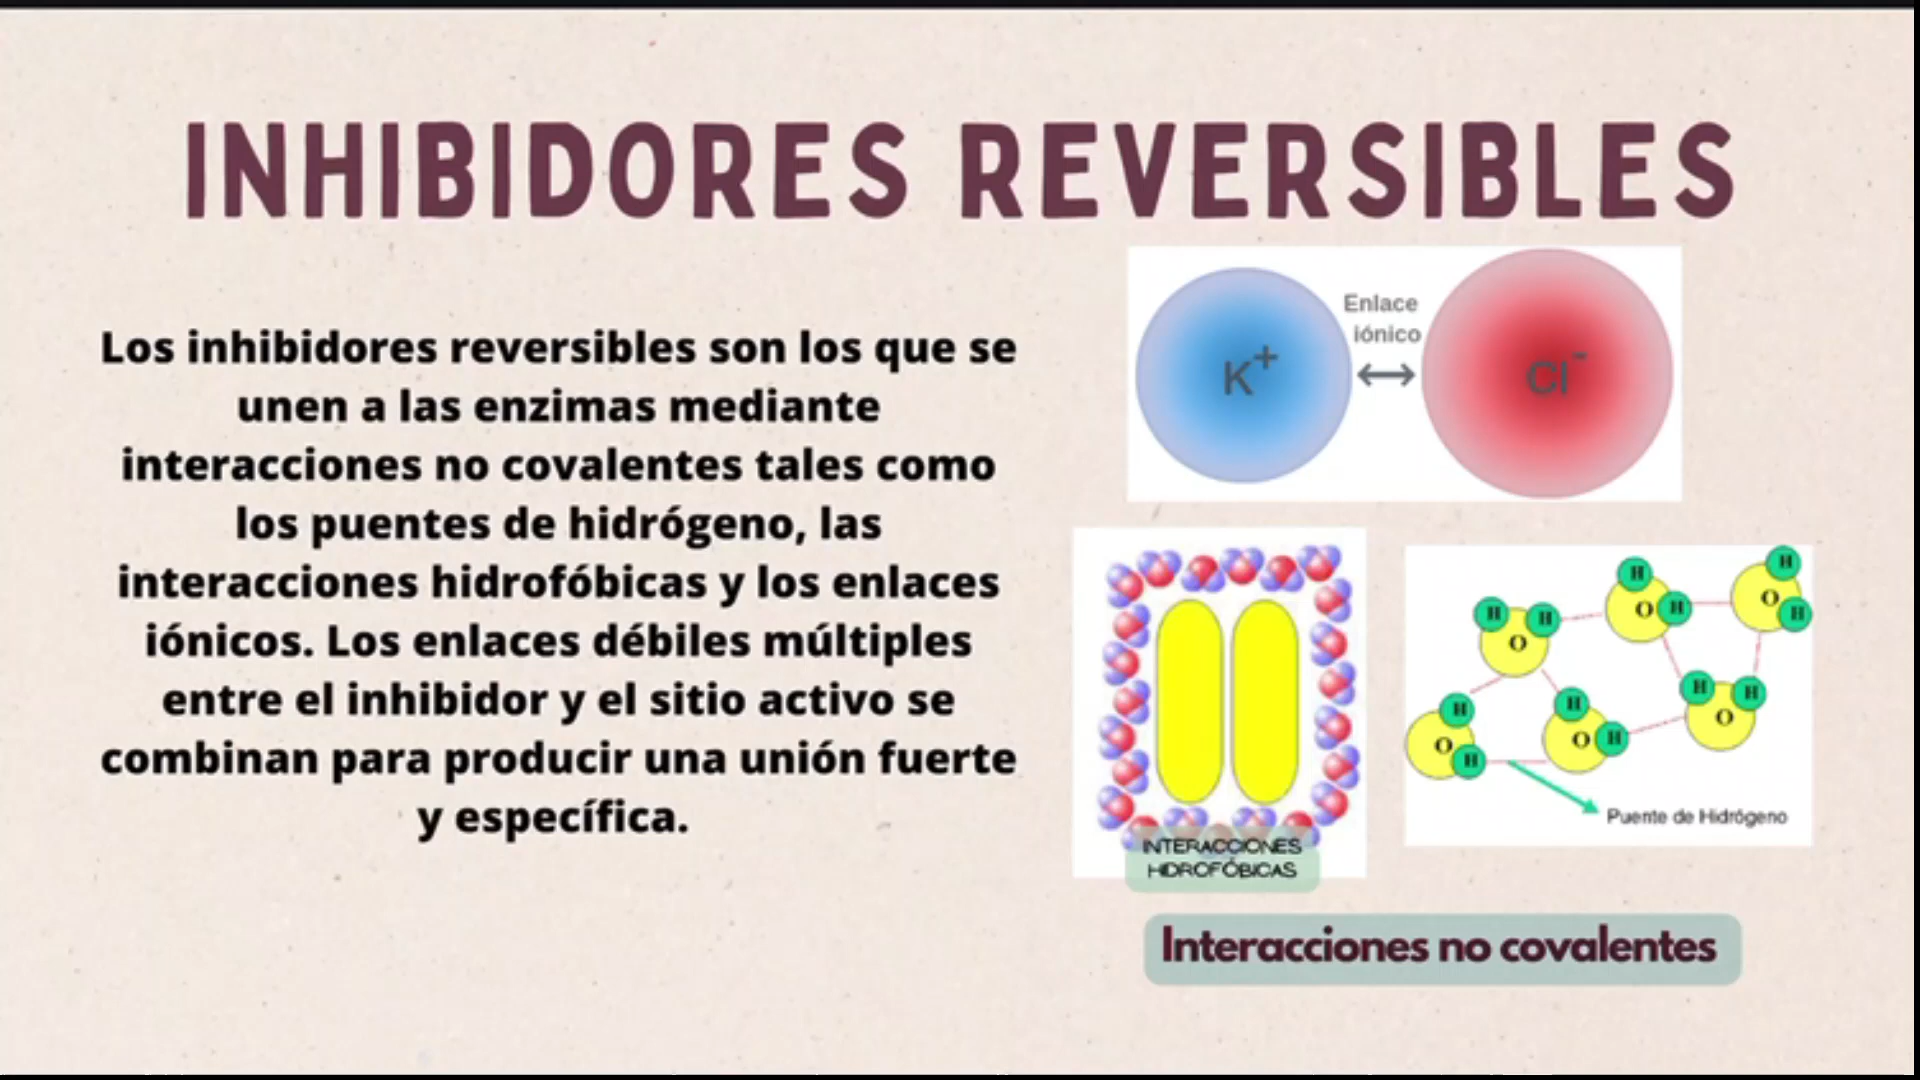 INHIBIDORES REVERSIBLES
Los inhibidores reversibles son los que se
unen a las enzimas mediante
interacciones no covalentes tales como
los puentes de hidrógeno, las
interacciones hidrofóbicas y los enlaces
iónicos. Los enlaces débiles múltiples
entre el inhibidor y el sitio activo se
combinan para producir una unión fuerte
y específica.
Enlace
iónico
K+
Cl-
INTERACCIONES
HIDROFÓBICAS
H
H
H
H
H
O
H
O
H
O
H
H
H
H
O
O
H
O
H
Puente de Hidrógeno
Interacciones no covalentes